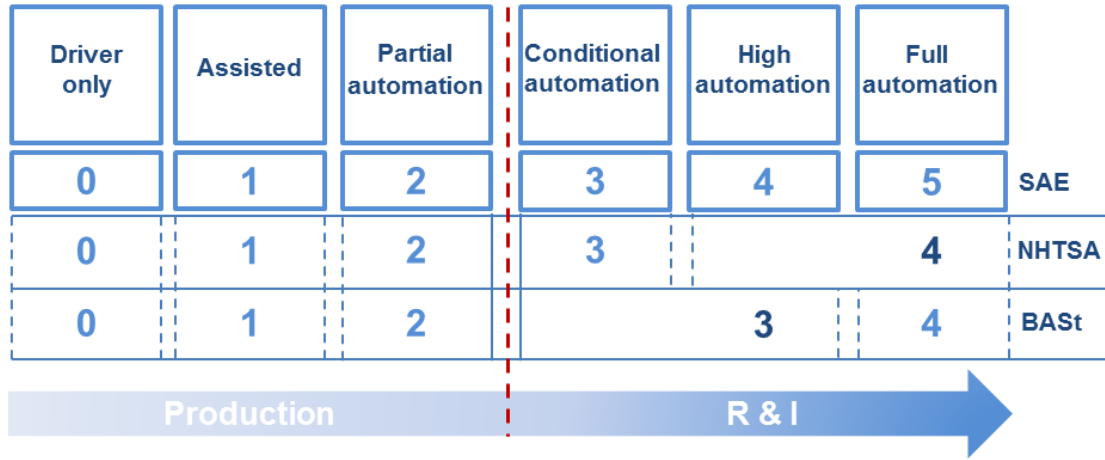 Driver
only
Assisted
Partial
automation
Conditional
automation
High
automation
Full
automation
0 1 2 3 4 5 SAE
0 1 2 3 4 NHTSA
0 1 2 3 4 BASt
Production R & I